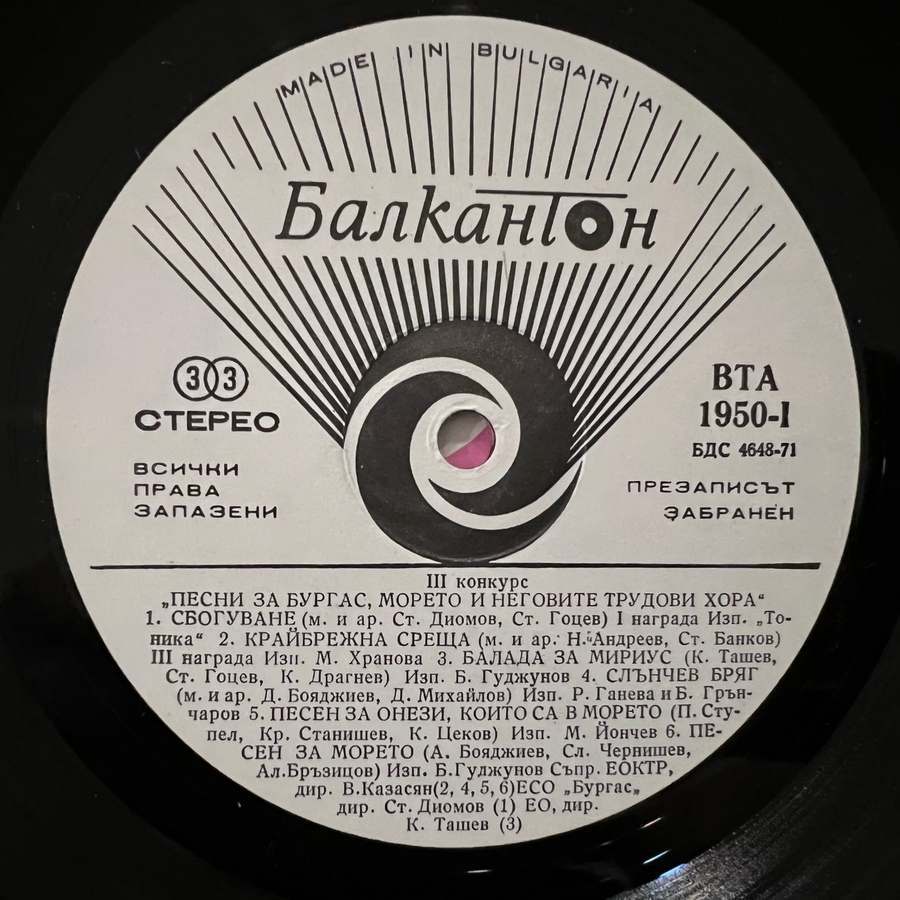 MADE IN BULGARIA
Балкантон
33
СТЕРЕО
ВСИЧКИ
ПРАВА
ЗАПАЗЕНИ
ВТА
1950-I
БДС 4648-71
ПРЕЗАПИСЪТ
ЗАБРАНЕН
III конкурс
„ПЕСНИ ЗА БУРГАС, МОРЕТО И НЕГОВИТЕ ТРУДОВИ ХОРА“
1. СБОГУВАНЕ (м. и ар. Ст. Диомов, Ст. Гоцев) I награда Изп. „То-
ника“ 2. КРАЙБРЕЖНА СРЕЩА (м. и ар. Н. Андреев, Ст. Банков)
III награда Изп. М. Хранова 3. БАЛАДА ЗА МИРИУС (К. Ташев,
Ст. Гоцев, К. Драгнев) Изп. Б. Гуджунов 4. СЛЪНЧЕВ БРЯГ
(м. и ар. Д. Бояджиев, Д. Михайлов) Изп. Р. Ганева и Б. Грън-
чаров 5. ПЕСЕН ЗА ОНЕЗИ, КОИТО СА В МОРЕТО (П. Сту-
пел, Кр. Станишев, К. Цеков) Изп. М. Йончев 6. ПЕ-
СЕН ЗА МОРЕТО (А. Бояджиев, Сл. Чернишев,
Ал.Бръзицов) Изп. Б.Гуджунов Съпр. ЕОКТР,
дир. В.Казасян(2, 4, 5, 6)ЕСО „Бургас„
дир. Ст. Диомов (1) ЕО, дир.
К. Ташев (3)